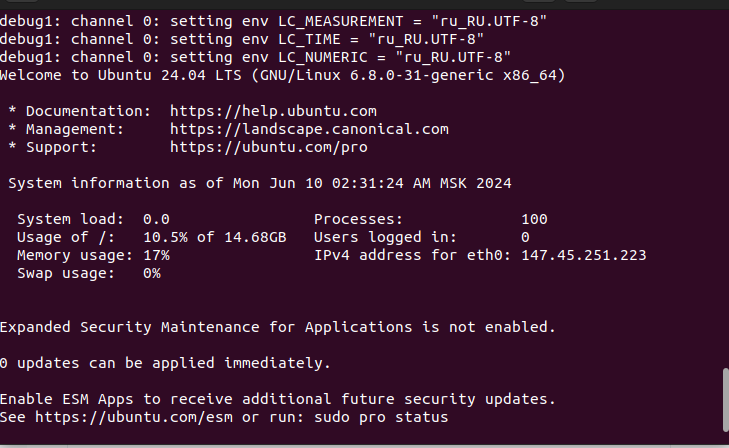 debug1: channel 0: setting env LC_MEASUREMENT = "ru_RU.UTF-8"
debug1: channel 0: setting env LC_TIME = "ru_RU.UTF-8"
debug1: channel 0: setting env LC_NUMERIC = "ru_RU.UTF-8"
Welcome to Ubuntu 24.04 LTS (GNU/Linux 6.8.0-31-generic x86_64)
* Documentation:  https://help.ubuntu.com
* Management:     https://landscape.canonical.com
* Support:        https://ubuntu.com/pro
System information as of Mon Jun 10 02:31:24 AM MSK 2024
System load:  0.0                Processes:             100
Usage of /:   10.5% of 14.68GB   Users logged in:       0
Memory usage: 17%                IPv4 address for eth0: 147.45.251.223
Swap usage:   0%
Expanded Security Maintenance for Applications is not enabled.
0 updates can be applied immediately.
Enable ESM Apps to receive additional future security updates.
See https://ubuntu.com/esm or run: sudo pro status